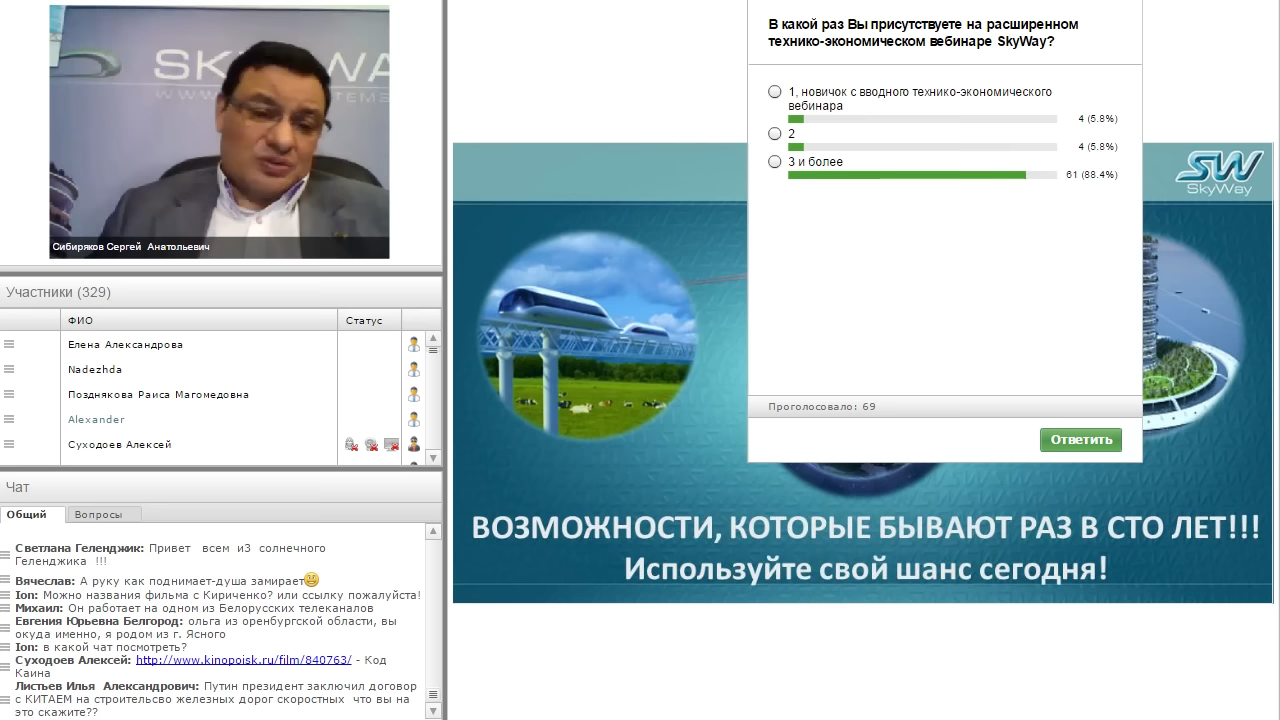 SKYWAY
Сибиряков Сергей Анатольевич
Участники (329)
ФИО
Статус
Елена Александрова
Nadezhda
Позднякова Раиса Магомедовна
Alexander
Суходоев Алексей
Чат
Общий
Вопросы
Светлана Геленджик: Привет всем и3 солнечного
Геленджика !!!
Вячеслав: А руку как поднимает-душа замирает
Ion: Можно названия фильма с Кириченко? или ссылку пожалуйста!
Михаил: Он работает на одном из Белорусских телеканалов
Евгения Юрьевна Белгород: ольга из оренбургской области, вы
окуда именно, я родом из г. Ясного
Ion: в какой чат посмотреть?
Суходоев Алексей: http://www.kinopoisk.ru/film/840763/ - Код
Каина
Листьев Илья Александрович: Путин президент заключил договор
с КИТАЕМ на строительсво железных дорог скоростных что вы на
это скажите??
В какой раз Вы присутствуете на расширенном
технико-экономическом вебинаре SkyWay?
1, новичок с вводного технико-экономического
вебинара
4 (5.8%)
2
4 (5.8%)
3 и более
61 (88.4%)
Проголосовало: 69
Ответить
SW
SkyWay
ВОЗМОЖНОСТИ, КОТОРЫЕ БЫВАЮТ РАЗ В СТО ЛЕТ!!!
Используйте свой шанс сегодня!